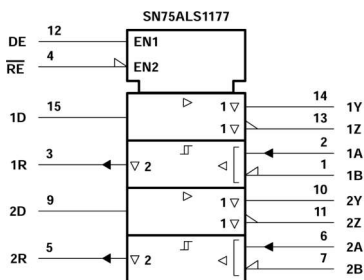 SN75ALS1177
DE 12 EN1
RE 4 EN2
1D 15 1 14 1Y
1 13 1Z
1R 3 2 2 1A
1 1B
2D 9 1 10 2Y
1 11 2Z
2R 5 2 6 2A
7 2B